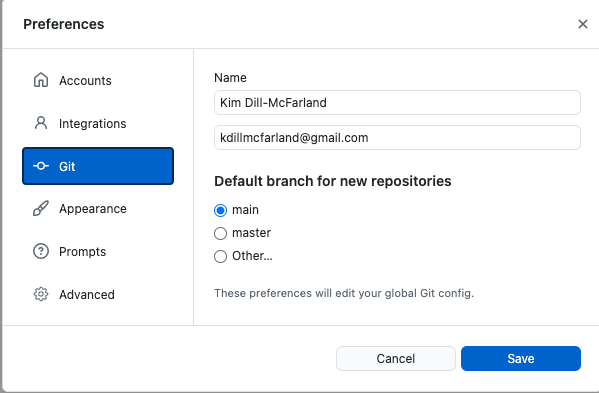 Preferences
Accounts
Integrations
Git
Appearance
Prompts
Advanced
Name
Kim Dill-McFarland
kdillmcfarland@gmail.com
Default branch for new repositories
main
master
Other...
These preferences will edit your global Git config.
Cancel
Save